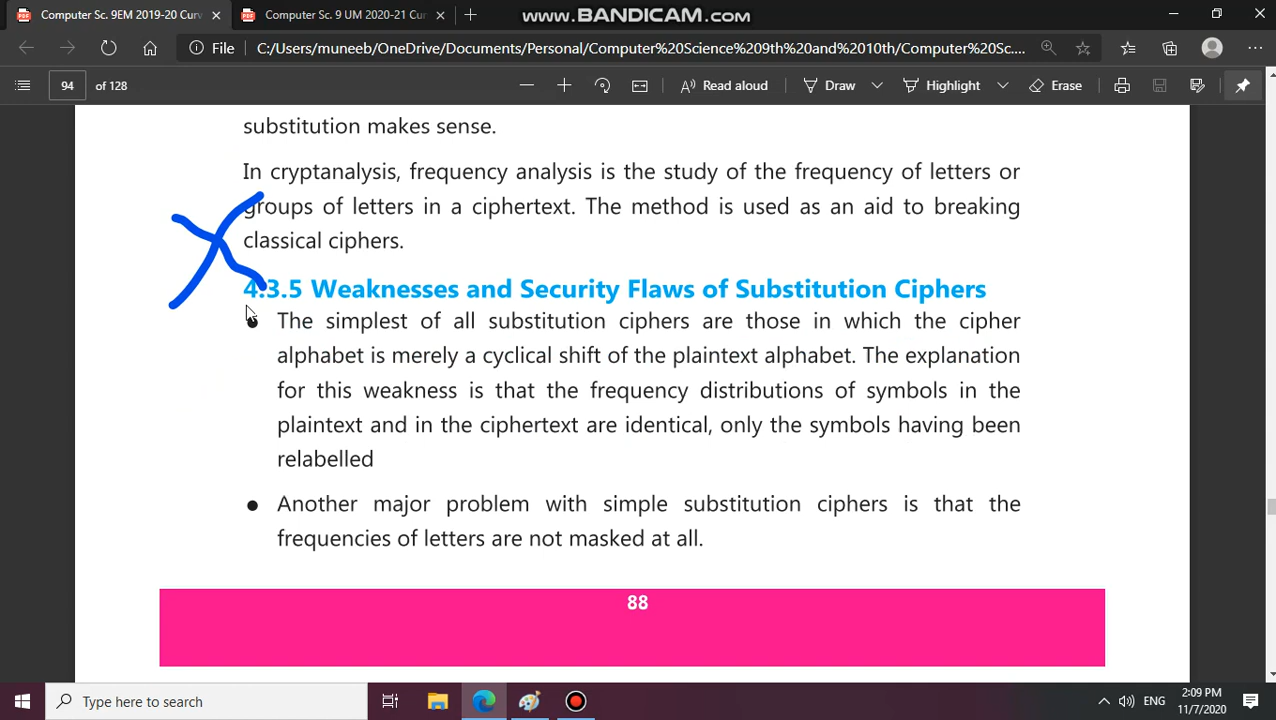 Computer Sc. 9EM 2019-20 Curv
Computer Sc. 9 UM 2020-21 Curv
www.BANDICAM.com
File
C:/Users/muneeb/OneDrive/Documents/Personal/Computer%20Science%209th%20and%2010th/Computer%20Sc....
94 of 128
Read aloud
Draw
Highlight
Erase
substitution makes sense.
In cryptanalysis, frequency analysis is the study of the frequency of letters or
groups of letters in a ciphertext. The method is used as an aid to breaking
classical ciphers.
4.3.5 Weaknesses and Security Flaws of Substitution Ciphers
● The simplest of all substitution ciphers are those in which the cipher
alphabet is merely a cyclical shift of the plaintext alphabet. The explanation
for this weakness is that the frequency distributions of symbols in the
plaintext and in the ciphertext are identical, only the symbols having been
relabelled
● Another major problem with simple substitution ciphers is that the
frequencies of letters are not masked at all.
88
Type here to search
ENG
2:09 PM
11/7/2020